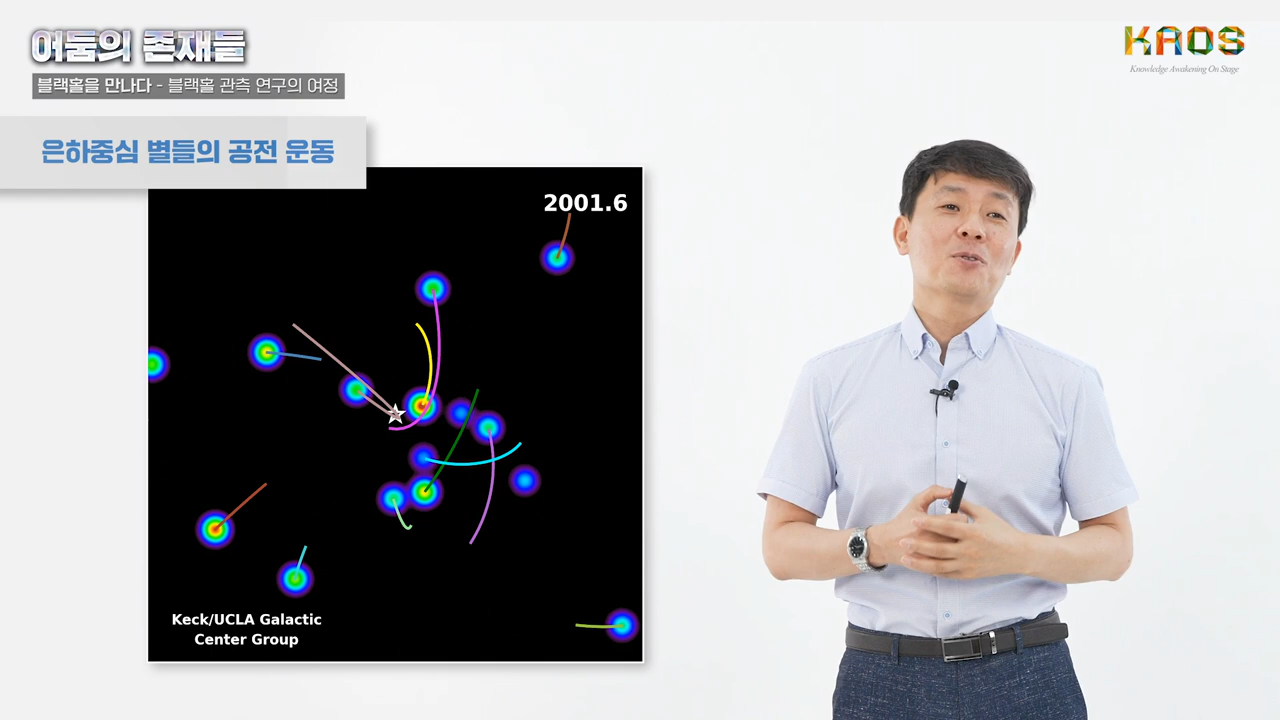 어둠의 존재들
블랙홀을 만나다 - 블랙홀 관측 연구의 여정
KAOS
Knowledge Awakening On Stage
은하중심 별들의 공전 운동
2001.6
Keck/UCLA Galactic
Center Group